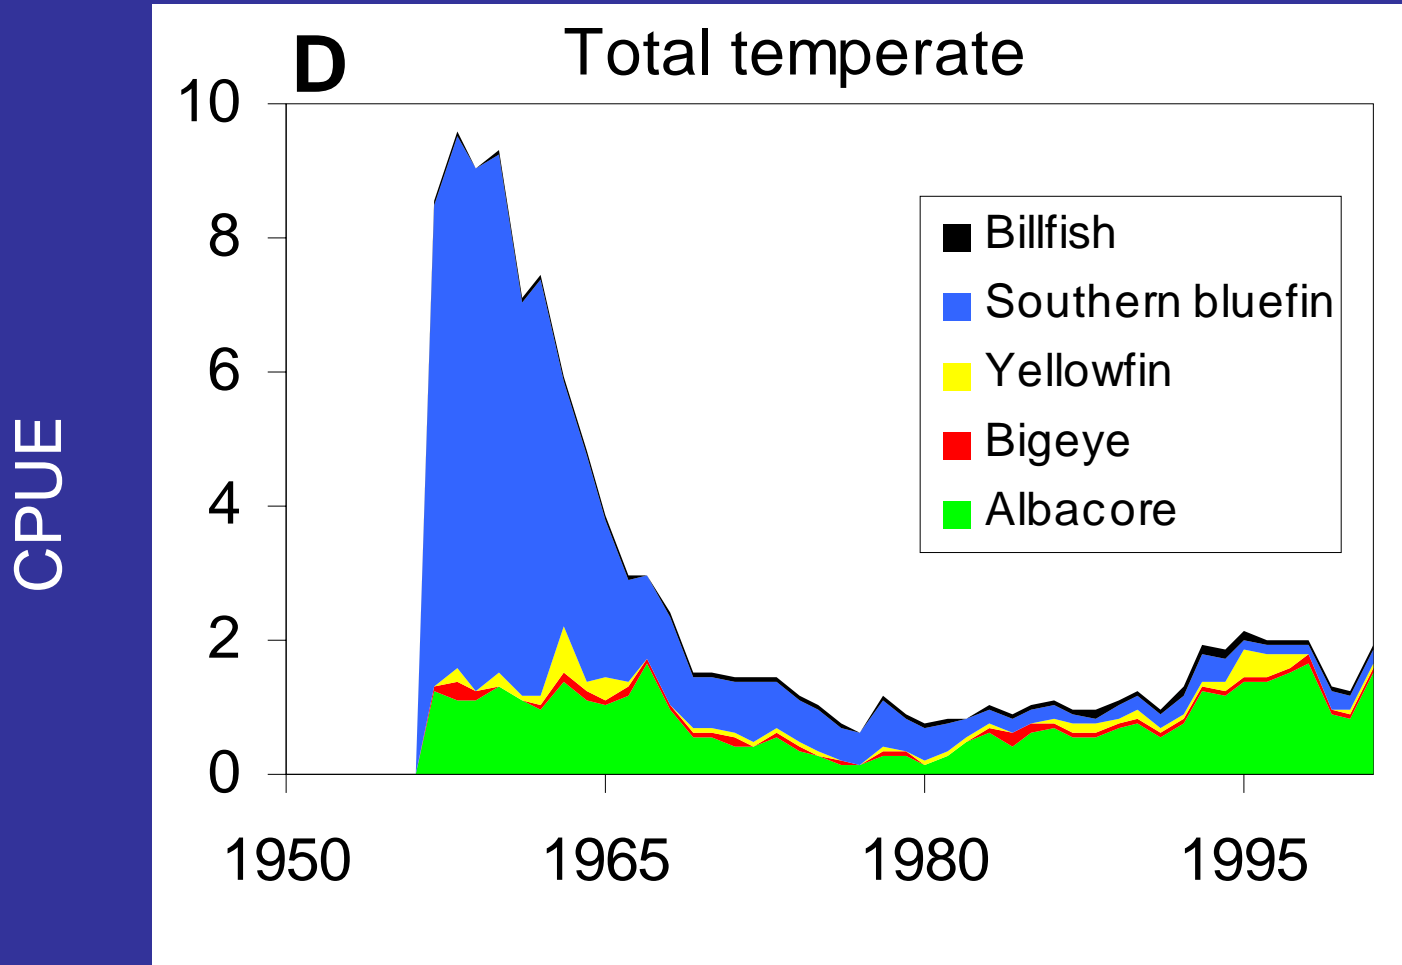 D Total temperate
10
8
6
4
2
0
CPUE
Billfish
Southern bluefin
Yellowfin
Bigeye
Albacore
1950 1965 1980 1995